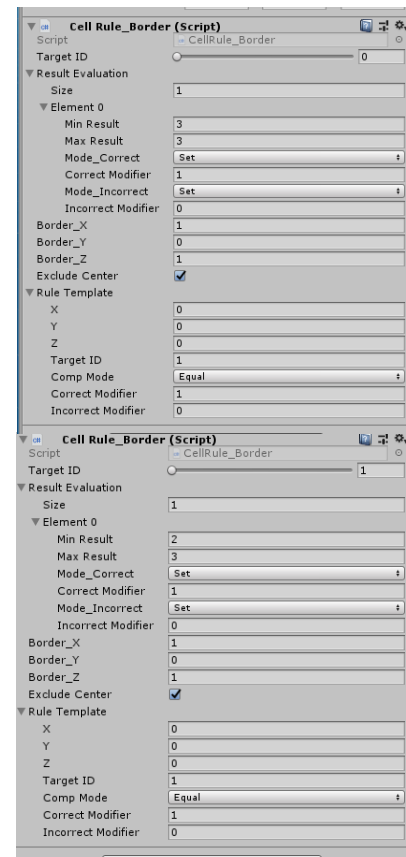 Cell Rule_Border (Script)
Script CellRule_Border
Target ID 0
Result Evaluation
Size 1
Element 0
Min Result 3
Max Result 3
Mode_Correct Set
Correct Modifier 1
Mode_Incorrect Set
Incorrect Modifier 0
Border_X 1
Border_Y 0
Border_Z 1
Exclude Center
Rule Template
X 0
Y 0
Z 0
Target ID 1
Comp Mode Equal
Correct Modifier 1
Incorrect Modifier 0
Cell Rule_Border (Script)
Script CellRule_Border
Target ID 1
Result Evaluation
Size 1
Element 0
Min Result 2
Max Result 3
Mode_Correct Set
Correct Modifier 1
Mode_Incorrect Set
Incorrect Modifier 0
Border_X 1
Border_Y 0
Border_Z 1
Exclude Center
Rule Template
X 0
Y 0
Z 0
Target ID 1
Comp Mode Equal
Correct Modifier 1
Incorrect Modifier 0